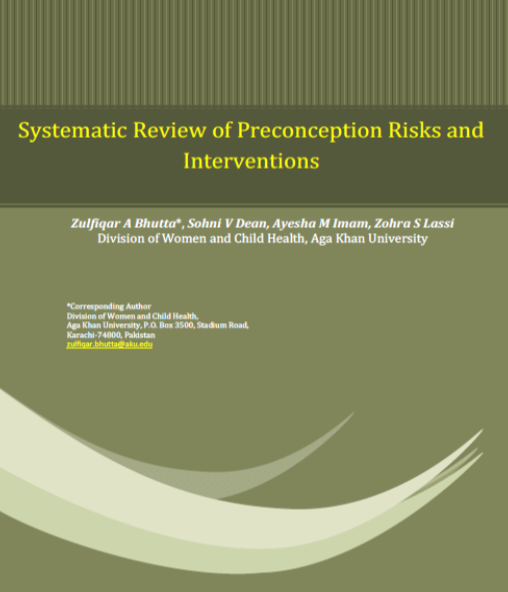 Systematic Review of Preconception Risks and
Interventions
Zulfiqar A Bhutta*, Sohni V Dean, Ayesha M Imam, Zohra S Lassi
Division of Women and Child Health, Aga Khan University
*Corresponding Author
Division of Women and Child Health,
Aga Khan University, P.O. Box 3500, Stadium Road,
Karachi-74800, Pakistan
zulfiqar.bhutta@aku.edu